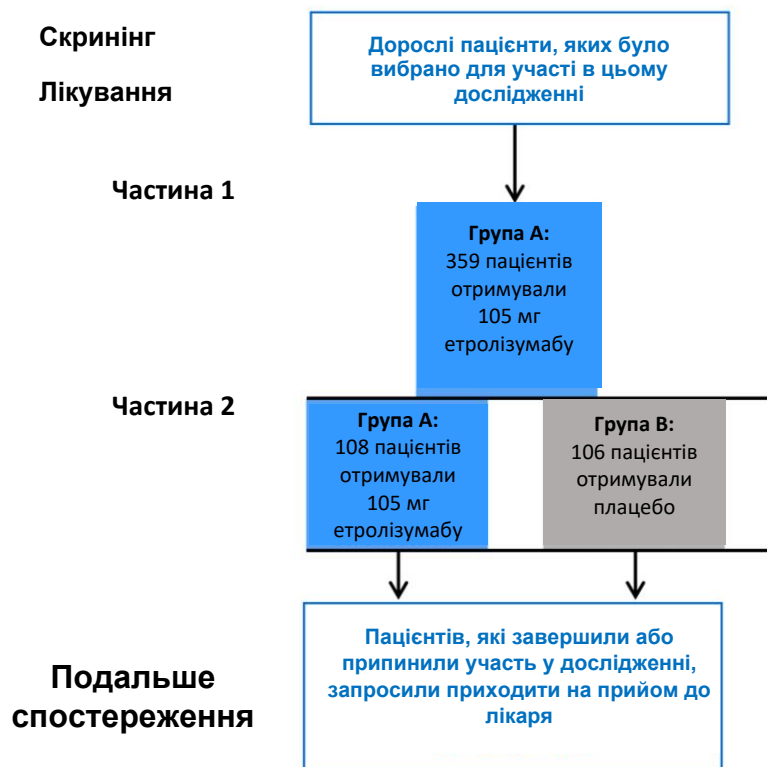 Скринінг
Дорослі пацієнти, яких було
вибрано для участі в цьому
дослідженні
Лікування
Частина 1
Група A:
359 пацієнтів
отримували
105 мг
етролізумабу
Частина 2
Група A:
108 пацієнтів
отримували
105 мг
етролізумабу
Група B:
106 пацієнтів
отримували
плацебо
Подальше
спостереження
Пацієнтів, які завершили або
припинили участь у дослідженні,
запросили приходити на прийом до
лікаря